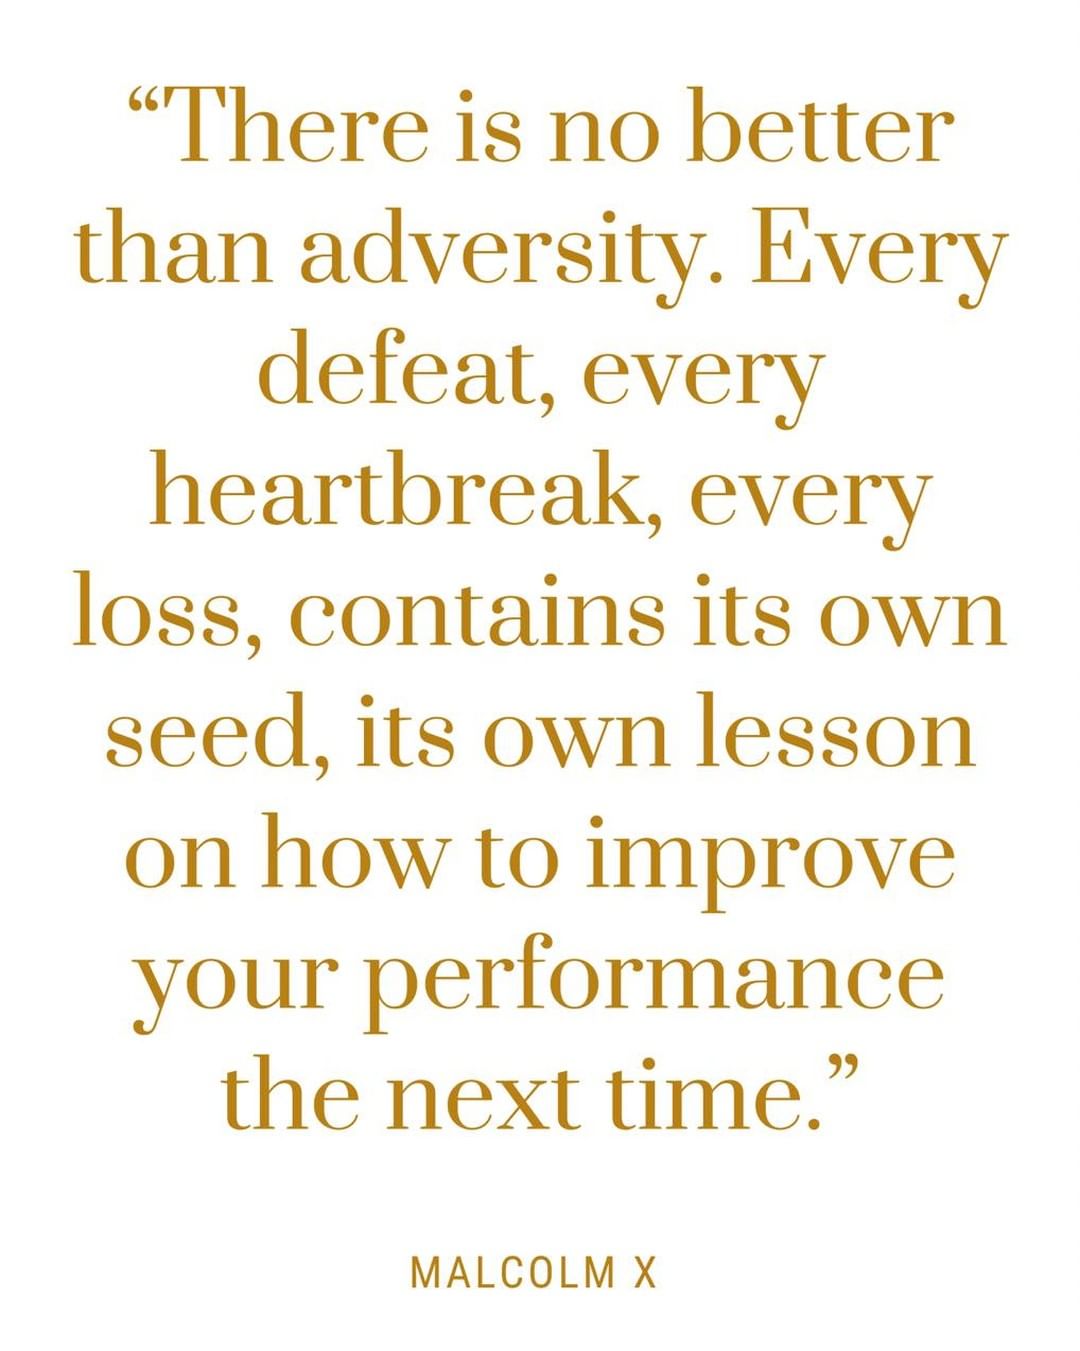 “There is no better
than adversity. Every
defeat, every
heartbreak, every
loss, contains its own
seed, its own lesson
on how to improve
your performance
the next time.”
MALCOLM X